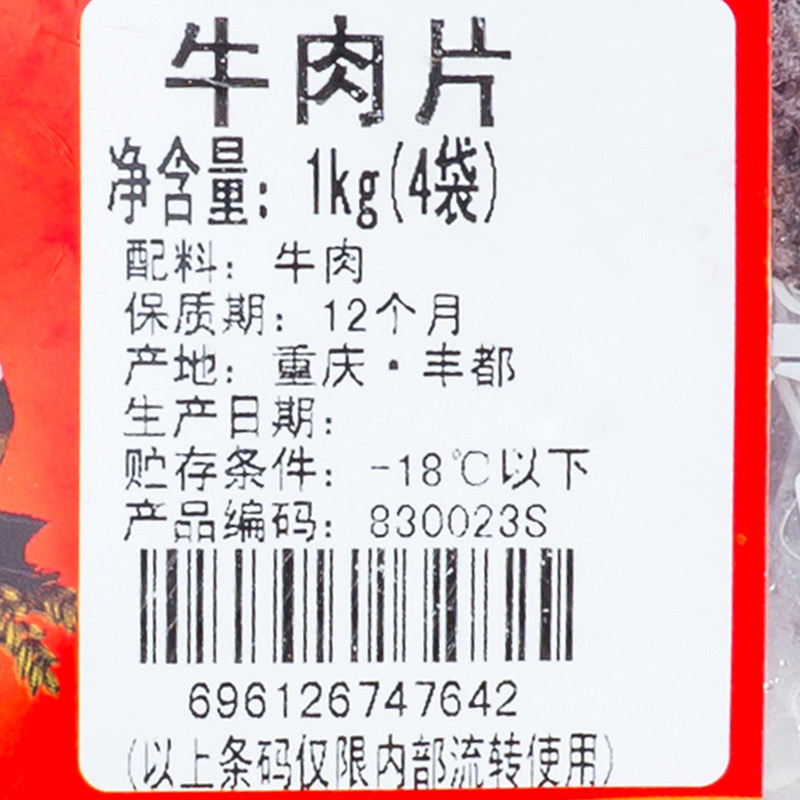 牛肉片
净含量：1kg(4袋)
配料：牛肉
保质期：12个月
产地：重庆·丰都
生产日期：
贮存条件：-18℃以下
产品编码：830023S
696126747642
(以上条码仅限内部流转使用)